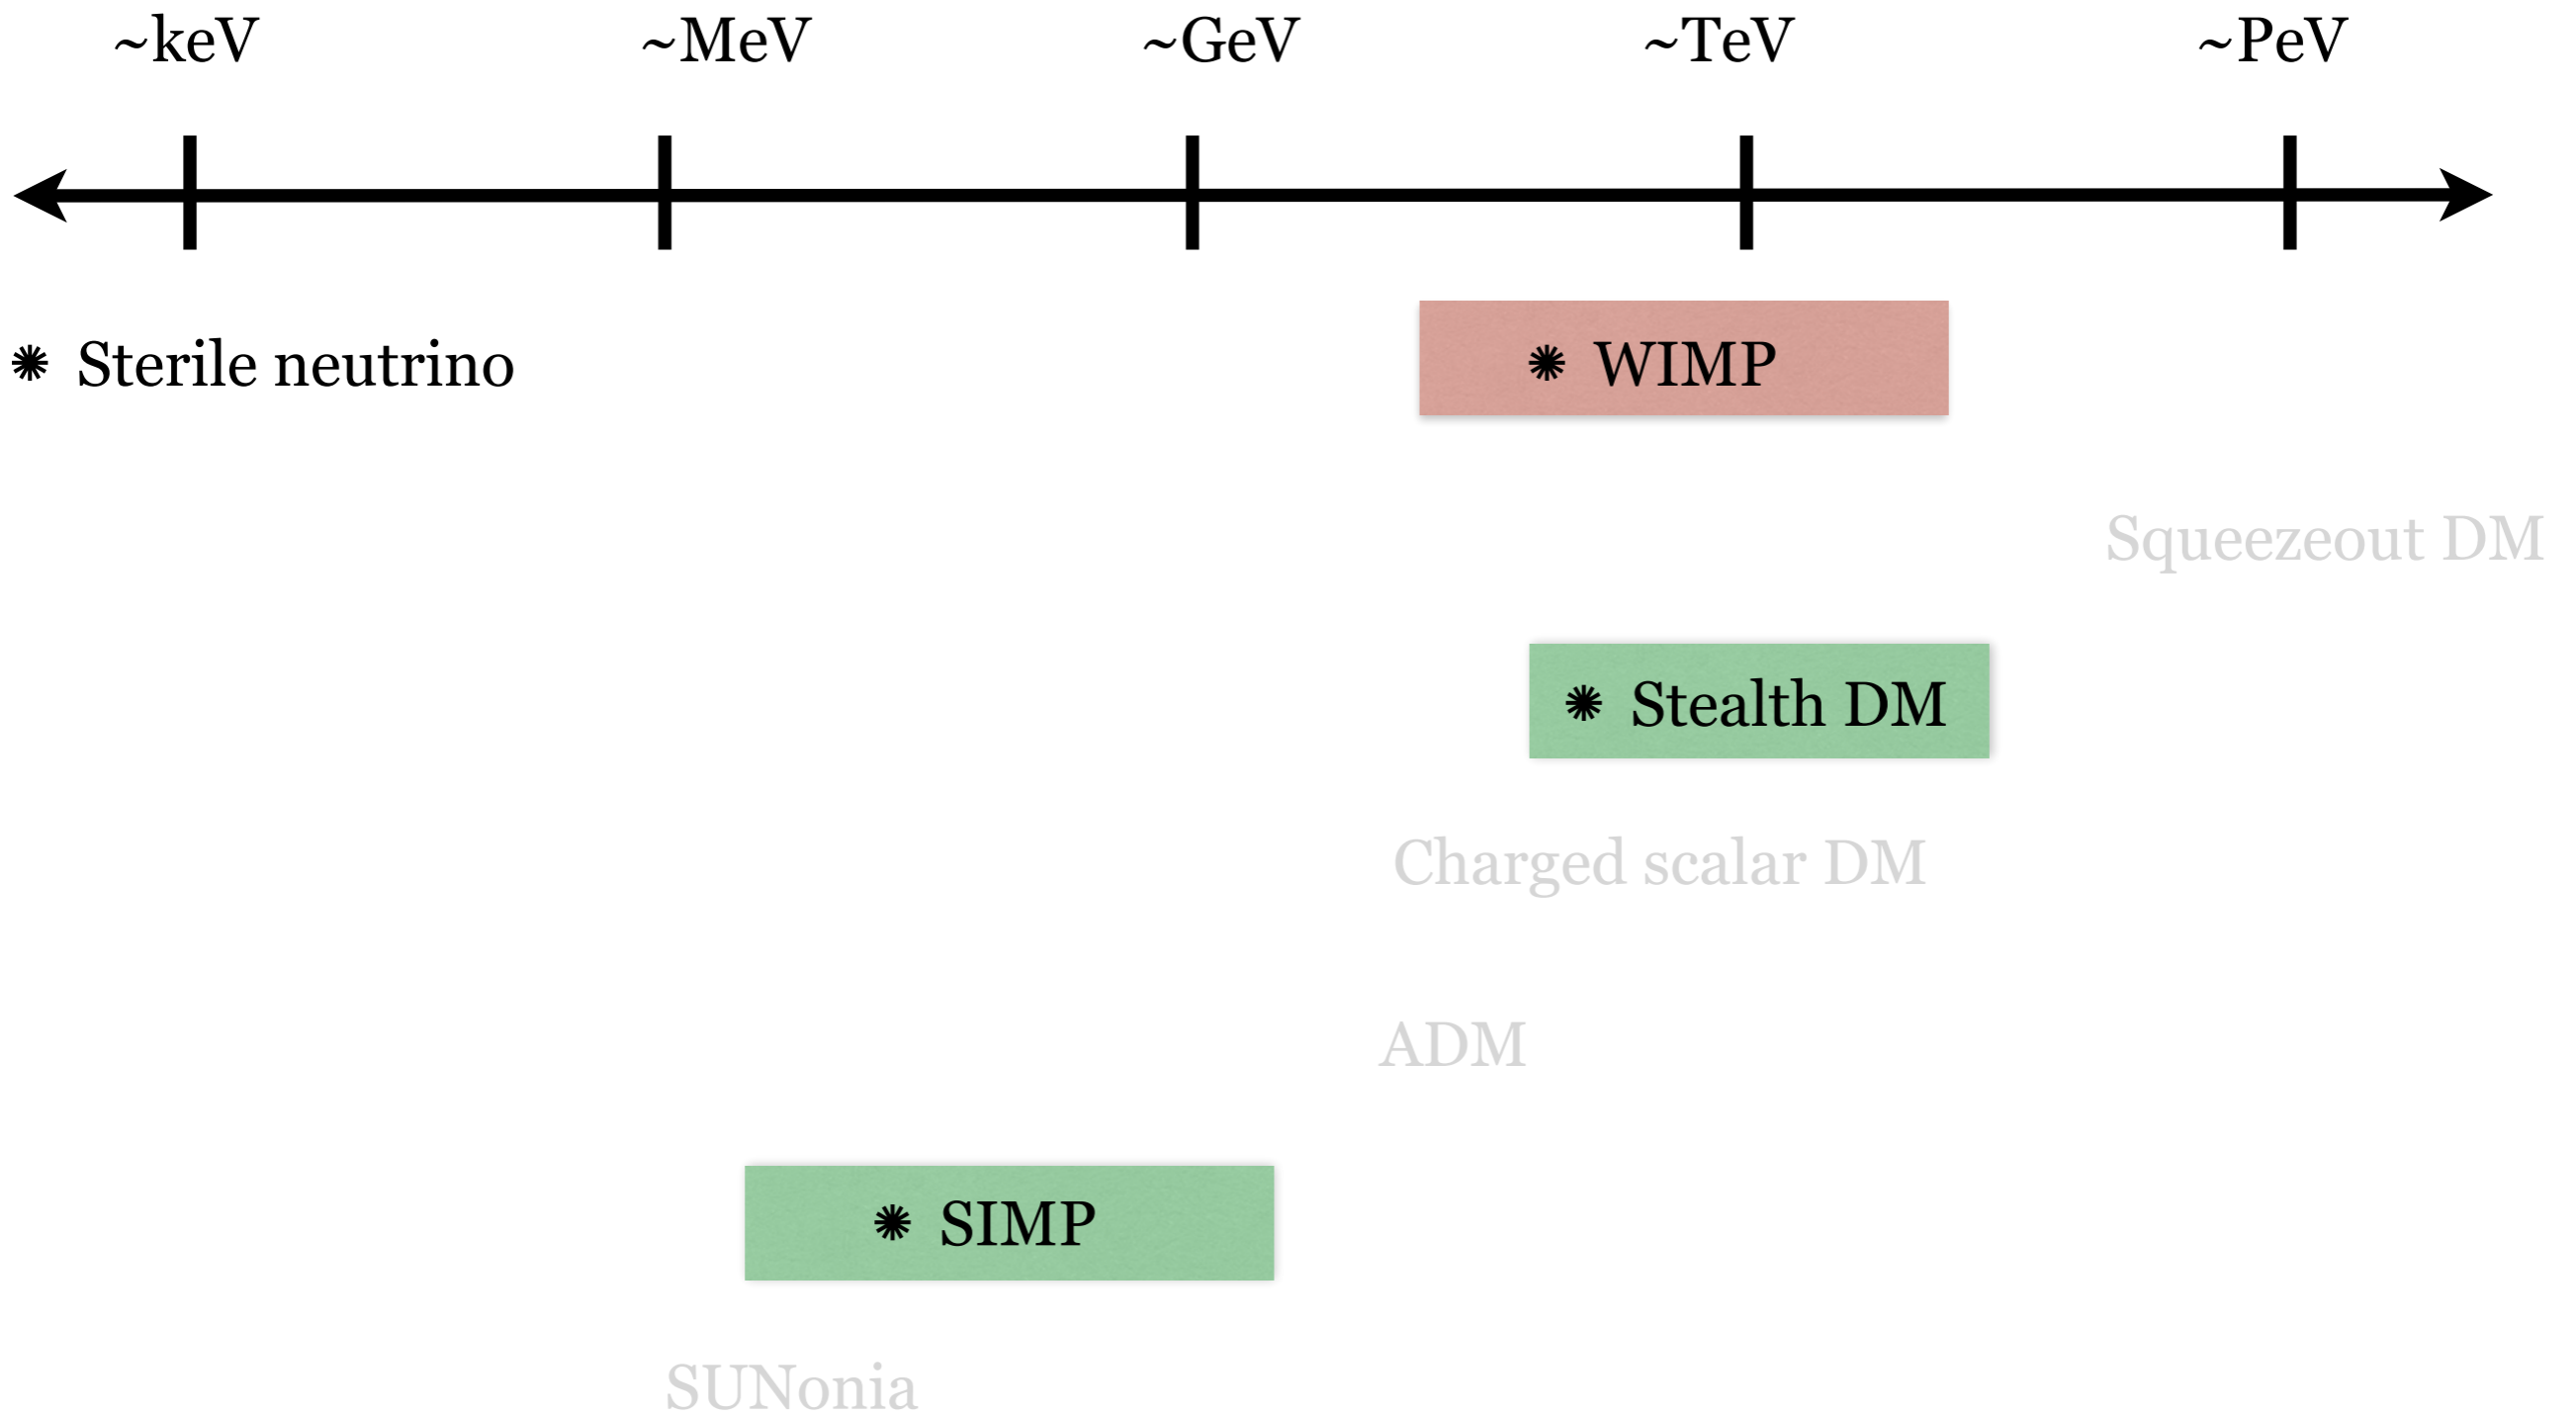 ~keV ~MeV ~GeV ~TeV ~PeV
Sterile neutrino
WIMP
Squeezeout DM
Stealth DM
Charged scalar DM
ADM
SIMP
SUNonia